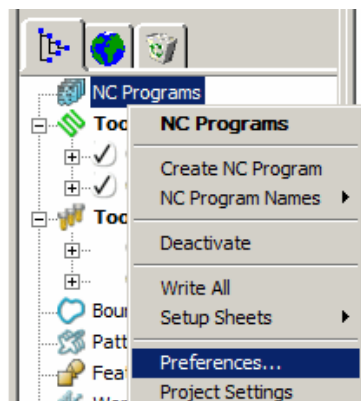 NC Programs
NC Programs
Create NC Program
NC Program Names
Deactivate
Write All
Setup Sheets
Preferences...
Project Settings